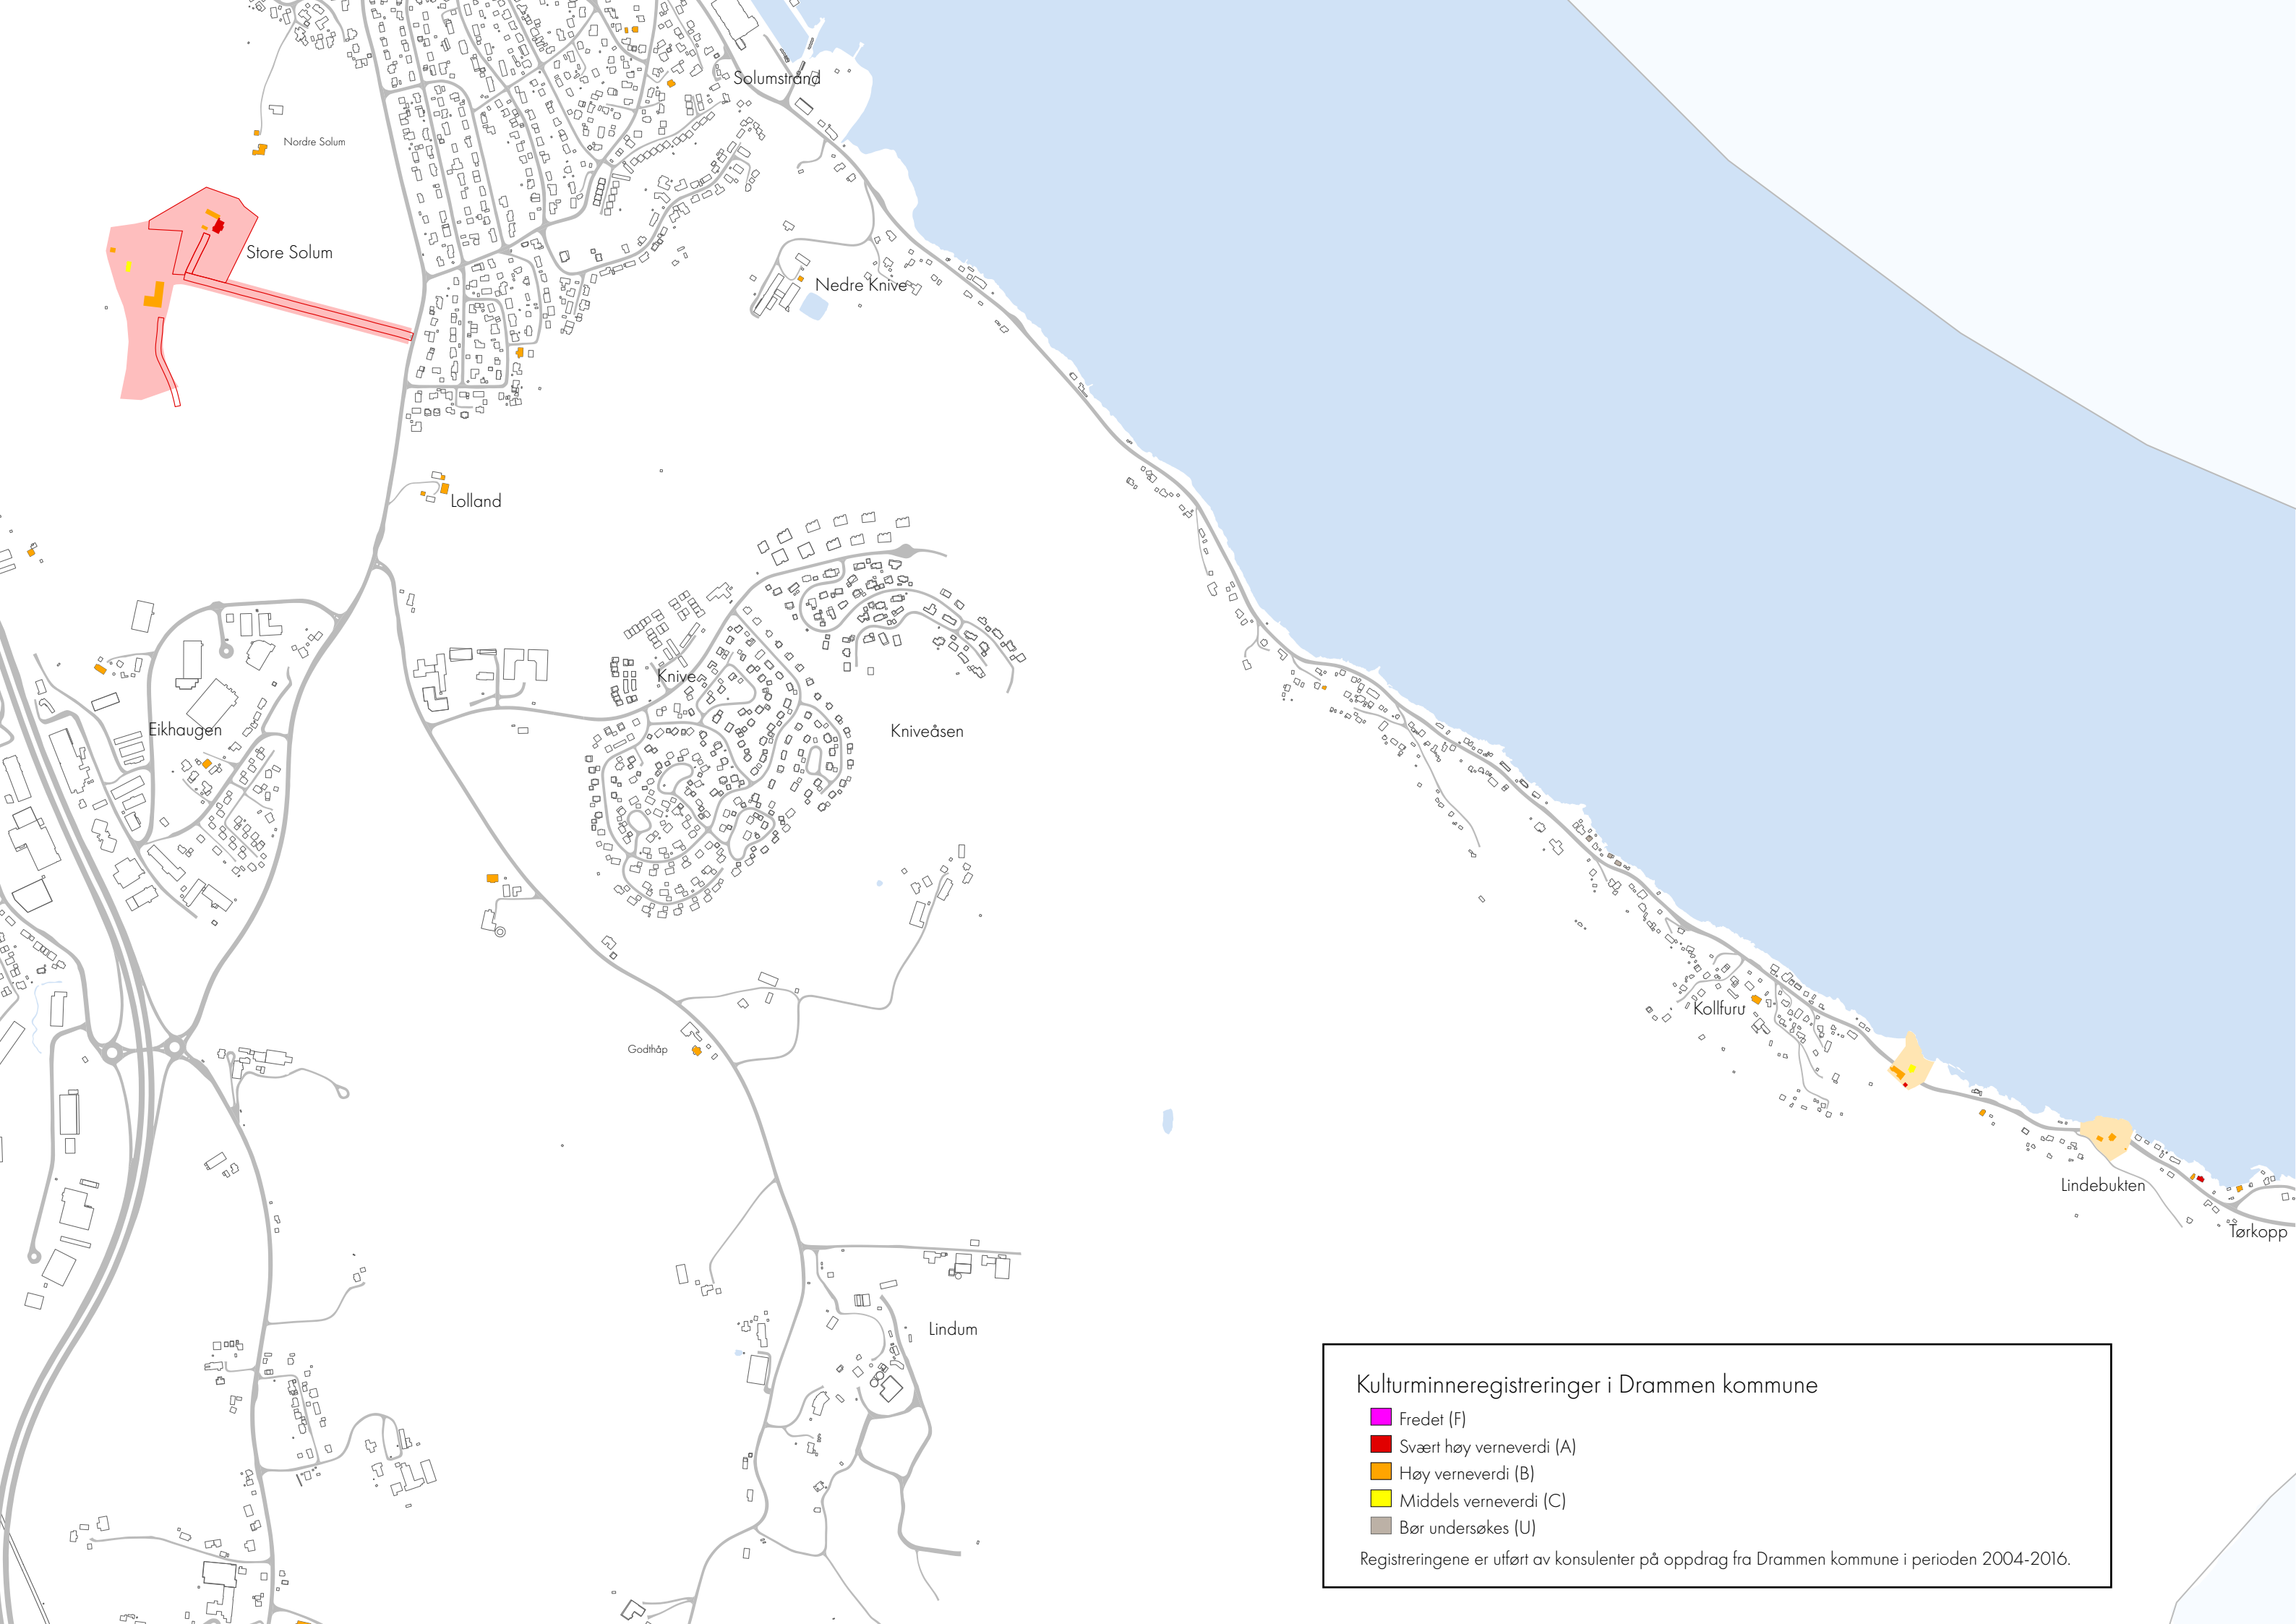 Solumstrand
Nordre Solum
Store Solum
Nedre Knive
Lolland
Knive
Eikhaugen
Kniveåsen
Kollfuru
Godthåp
Lindebukten
Tørkopp
Lindum
Kulturminneregistreringer i Drammen kommune
Fredet (F)
Svært høy verneverdi (A)
Høy verneverdi (B)
Middels verneverdi (C)
Bør undersøkes (U)
Registreringene er utført av konsulenter på oppdrag fra Drammen kommune i perioden 2004-2016.